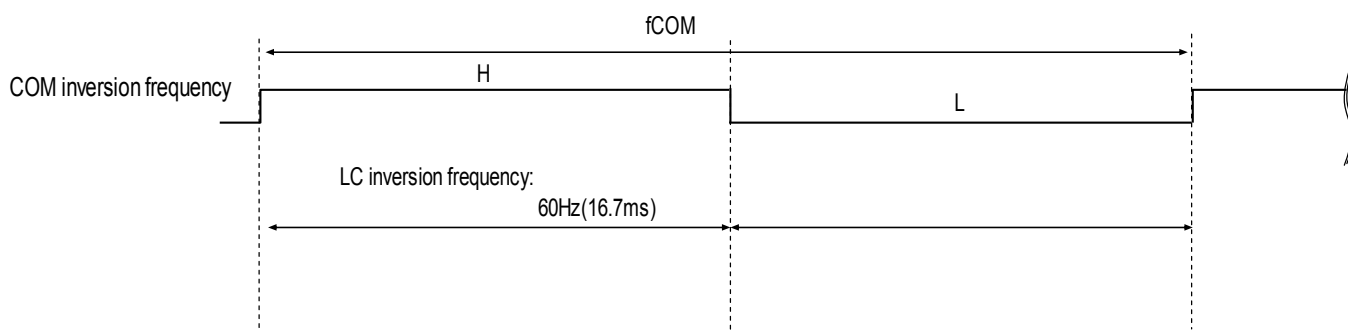 fCOM
H
COM inversion frequency
L
LC inversion frequency:
60Hz(16.7ms)